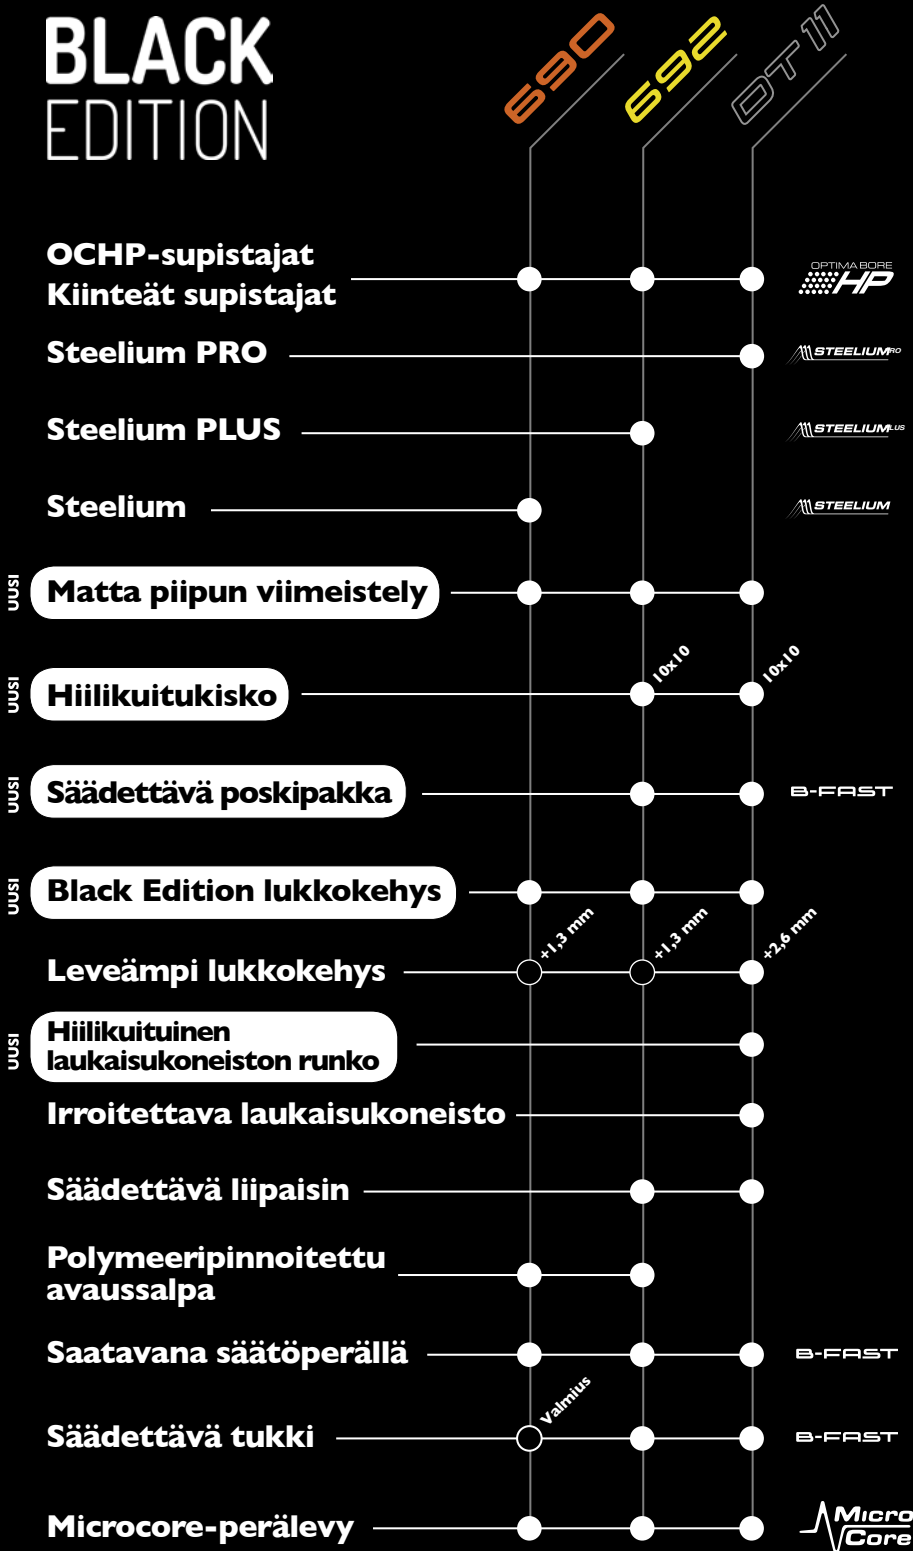 BLACK
EDITION
690
692
DT11
OCHP-supistajat
Kiinteät supistajat
OPTIMA BORE
HP
Steelium PRO
STEELIUM PRO
Steelium PLUS
STEELIUM PLUS
Steelium
STEELIUM
UUSI
Matta piipun viimeistely
UUSI
Hiilikuitukisko
10x10
10x10
UUSI
Säädettävä poskipakka
B-FAST
UUSI
Black Edition lukkokehys
Leveämpi lukkokehys
+1,3 mm
+1,3 mm
+2,6 mm
UUSI
Hiilikuituinen
laukaisukoneiston runko
Irroitettava laukaisukoneisto
Säädettävä liipaisin
Polymeeripinnoitettu
avaussalpa
Saatavana säätöperällä
B-FAST
Säädettävä tukki
Valmius
B-FAST
Microcore-perälevy
MICRO
CORE